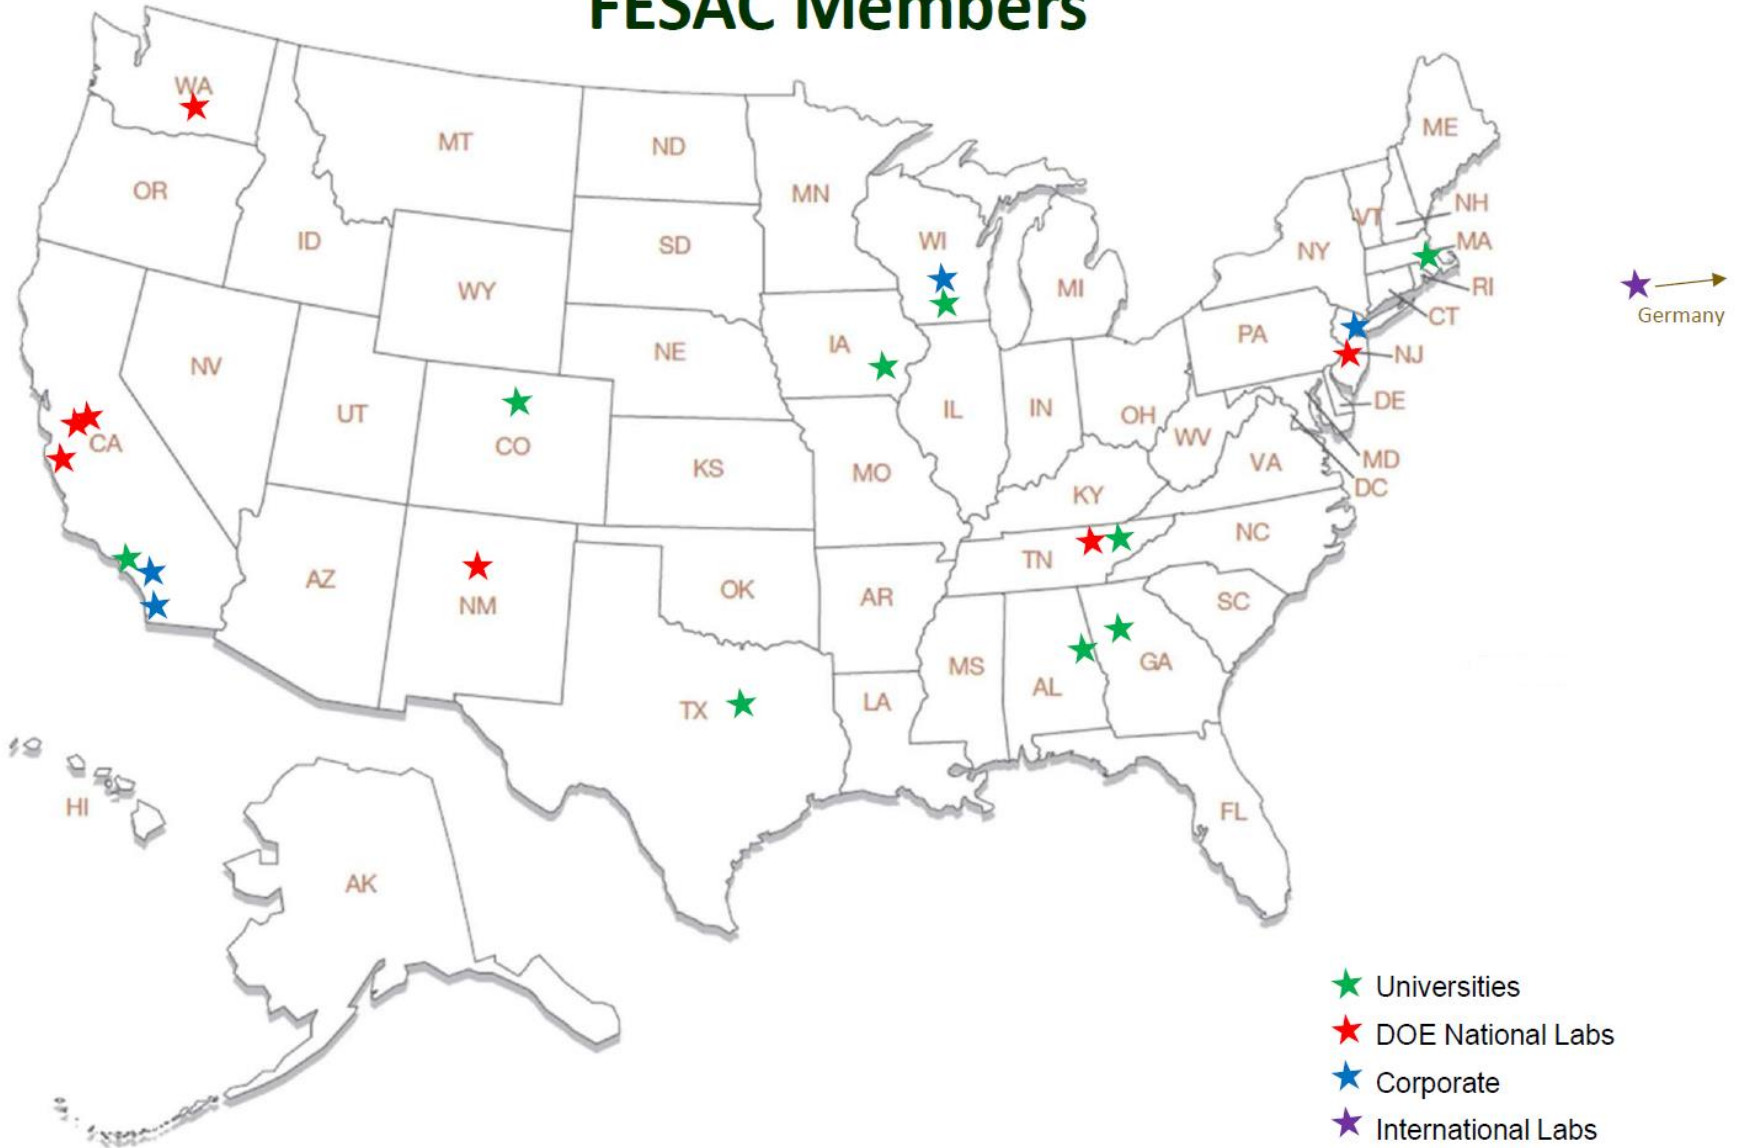 FESAC Members
WA
MT
ND
MN
ME
OR
ID
SD
WI
MI
NY
VT
NH
MA
RI
CT
Germany
WY
NV
UT
CO
NE
IA
IL
IN
OH
PA
NJ
DE
MD
DC
CA
KS
MO
KY
WV
VA
AZ
NM
OK
AR
TN
NC
SC
TX
LA
MS
AL
GA
FL
HI
AK
Universities
DOE National Labs
Corporate
International Labs